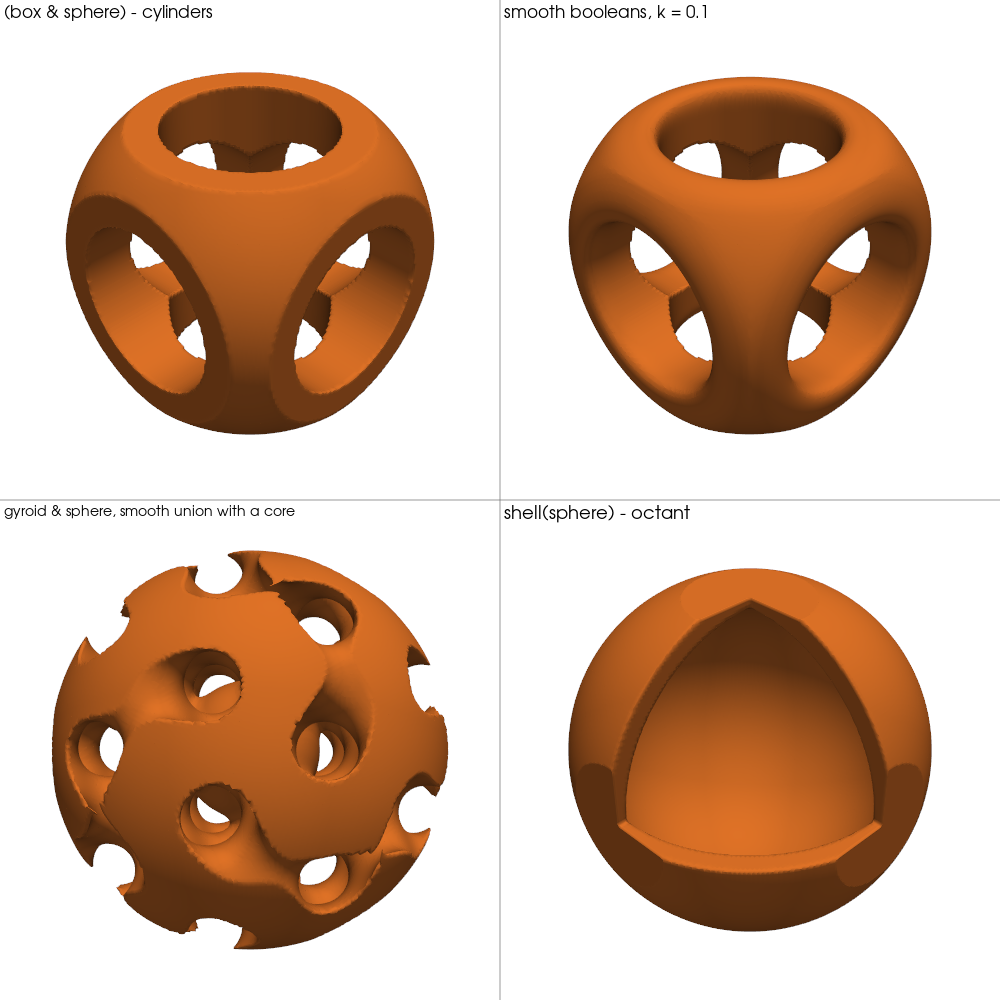 (box & sphere) - cylinders
smooth booleans, k = 0.1
gyroid & sphere, smooth union with a core
shell(sphere) - octant